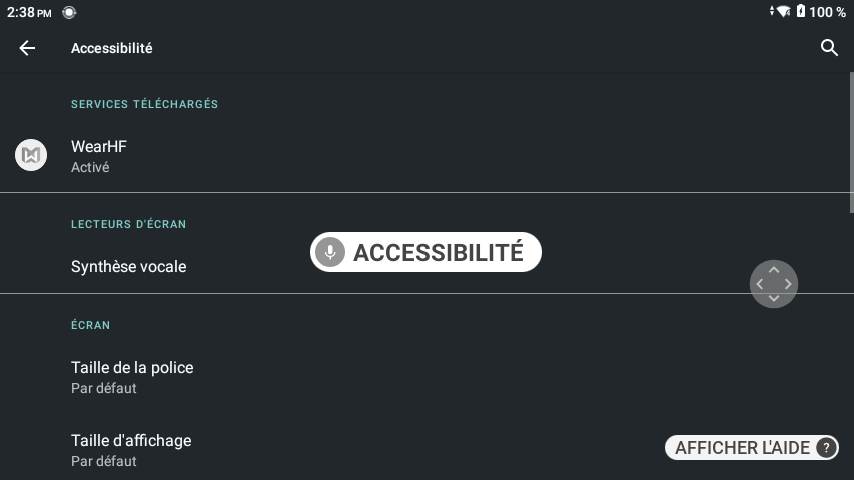 2:38 PM 100 %
Accessibilité
SERVICES TÉLÉCHARGÉS
WearHF
Activé
LECTEURS D'ÉCRAN
ACCESSIBILITÉ
Synthèse vocale
ÉCRAN
Taille de la police
Par défaut
Taille d'affichage
Par défaut
AFFICHER L'AIDE ?